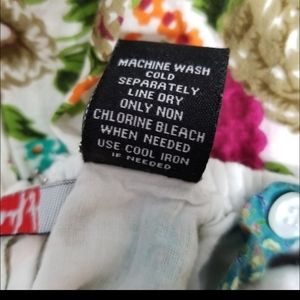 MACHINE WASH
COLD
SEPARATELY
LINE DRY
ONLY NON
CHLORINE BLEACH
WHEN NEEDED
USE COOL IRON
IF NEEDED